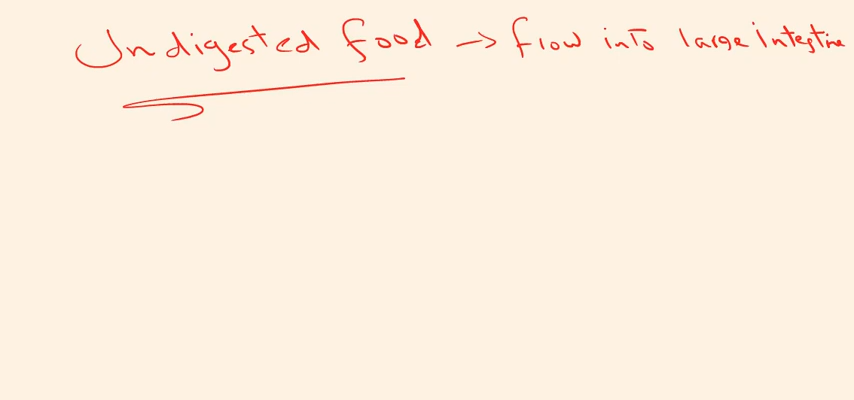 Undigested food → flow into large intestine